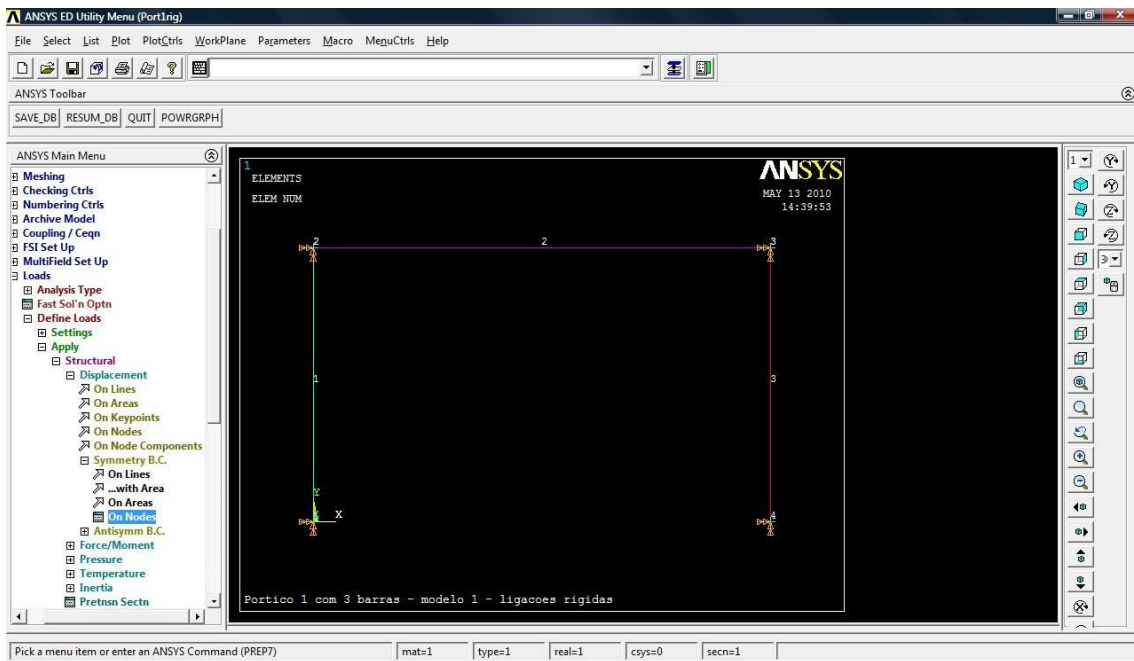 ANSYS ED Utility Menu (Port1rig)
File Select List Plot PlotCtrls WorkPlane Parameters Macro MenuCtrls Help
ANSYS Toolbar
SAVE_DB RESUM_DB QUIT POWRGRPH
ANSYS Main Menu
Meshing
Checking Ctrls
Numbering Ctrls
Archive Model
Coupling / Ceqn
FSI Set Up
MultiField Set Up
Loads
Analysis Type
Fast Sol'n Optn
Define Loads
Settings
Apply
Structural
Displacement
On Lines
On Areas
On Keypoints
On Nodes
On Node Components
Symmetry B.C.
On Lines
...with Area
On Areas
On Nodes
Antisymm B.C.
Force/Moment
Pressure
Temperature
Inertia
Pretnsn Sectn
1
ELEMENTS
ELEM NUM
ANSYS
MAY 13 2010
14:39:53
2 2 3
1 3
Y
X 4
Portico 1 com 3 barras - modelo 1 - ligacoes rigidas
1
Pick a menu item or enter an ANSYS Command (PREP7) mat=1 type=1 real=1 csys=0 secn=1